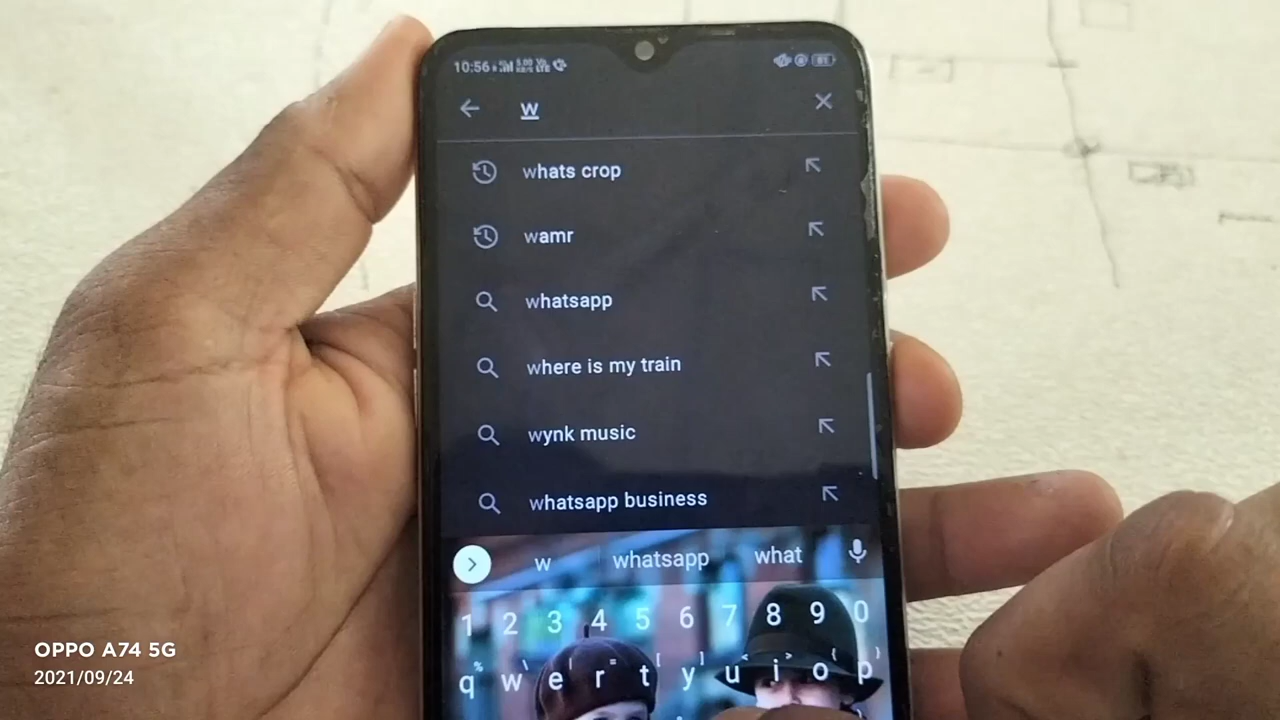 10:56
w
whats crop
wamr
whatsapp
where is my train
wynk music
whatsapp business
w whatsapp what
1 2 3 4 5 6 7 8 9 0
q w e r t y u i o p
OPPO A74 5G
2021/09/24